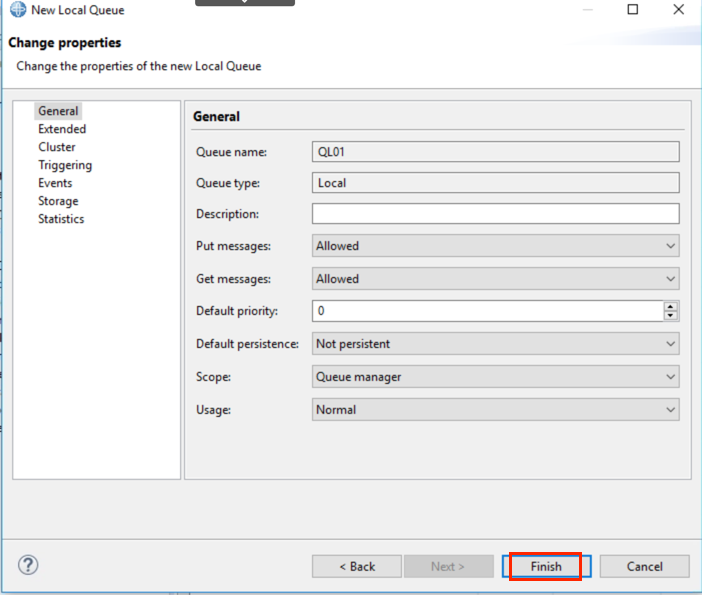 New Local Queue
Change properties
Change the properties of the new Local Queue
General
Extended
Cluster
Triggering
Events
Storage
Statistics
General
Queue name: QL01
Queue type: Local
Description:
Put messages: Allowed
Get messages: Allowed
Default priority: 0
Default persistence: Not persistent
Scope: Queue manager
Usage: Normal
?
< Back Next > Finish Cancel